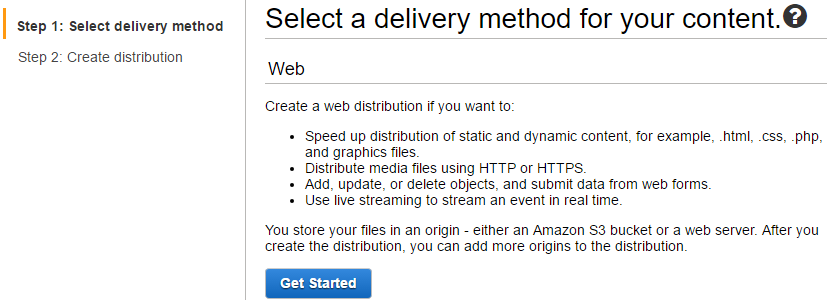 Step 1: Select delivery method
Step 2: Create distribution
Select a delivery method for your content.?
Web
Create a web distribution if you want to:
• Speed up distribution of static and dynamic content, for example, .html, .css, .php,
and graphics files.
• Distribute media files using HTTP or HTTPS.
• Add, update, or delete objects, and submit data from web forms.
• Use live streaming to stream an event in real time.
You store your files in an origin - either an Amazon S3 bucket or a web server. After you
create the distribution, you can add more origins to the distribution.
Get Started